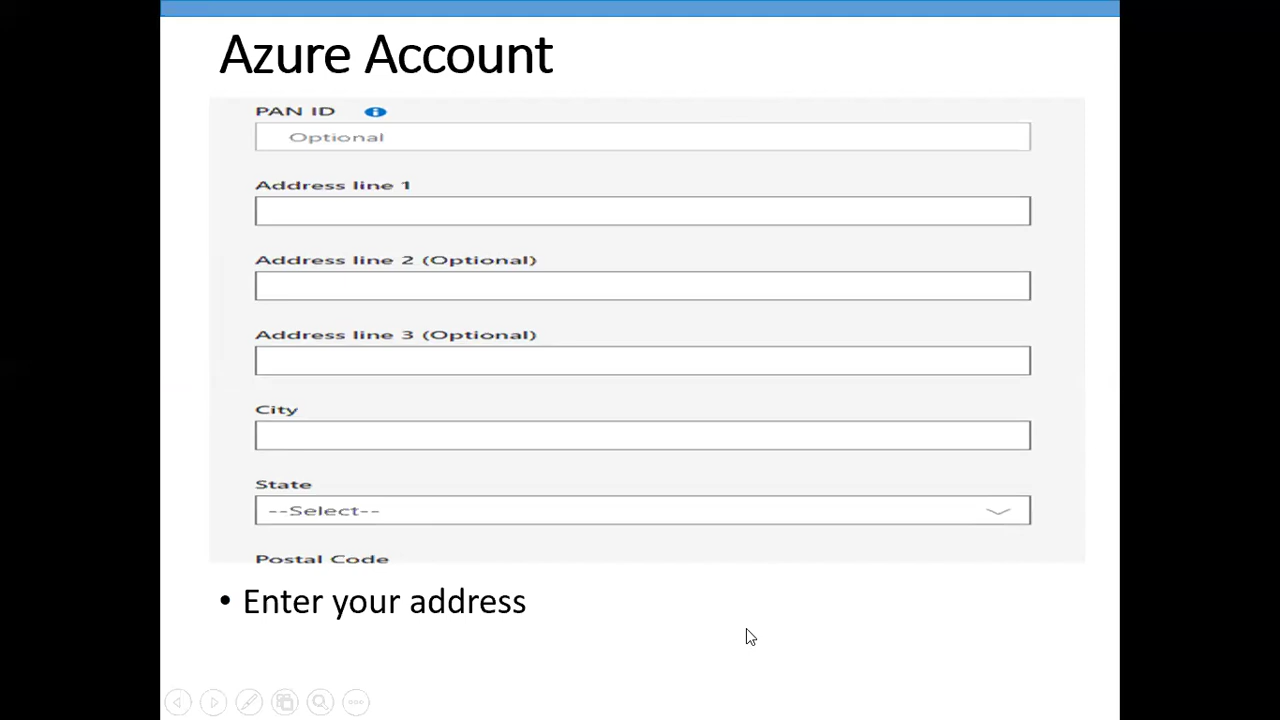 Azure Account
PAN ID
Optional
Address line 1
Address line 2 (Optional)
Address line 3 (Optional)
City
State
--Select--
Postal Code
• Enter your address